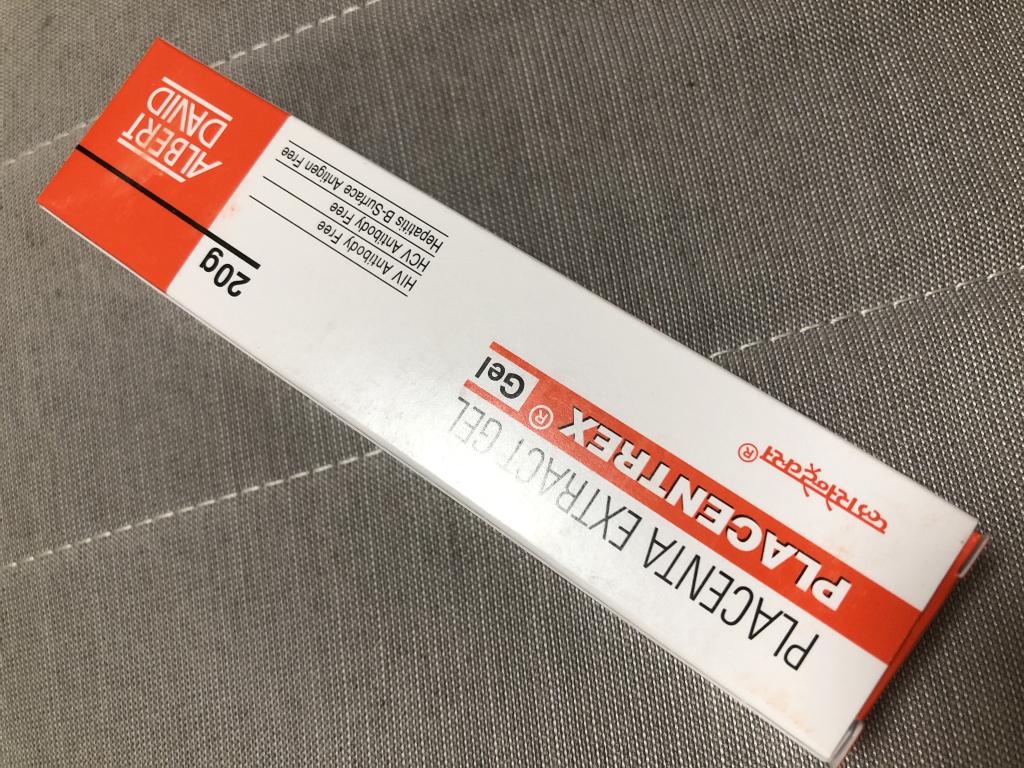 PLACENTA EXTRACT GEL
PLACENTREX® Gel
HIV Antibody Free
HCV Antibody Free
Hepatitis B-Surface Antigen Free
20g
ALBERT
DAVID